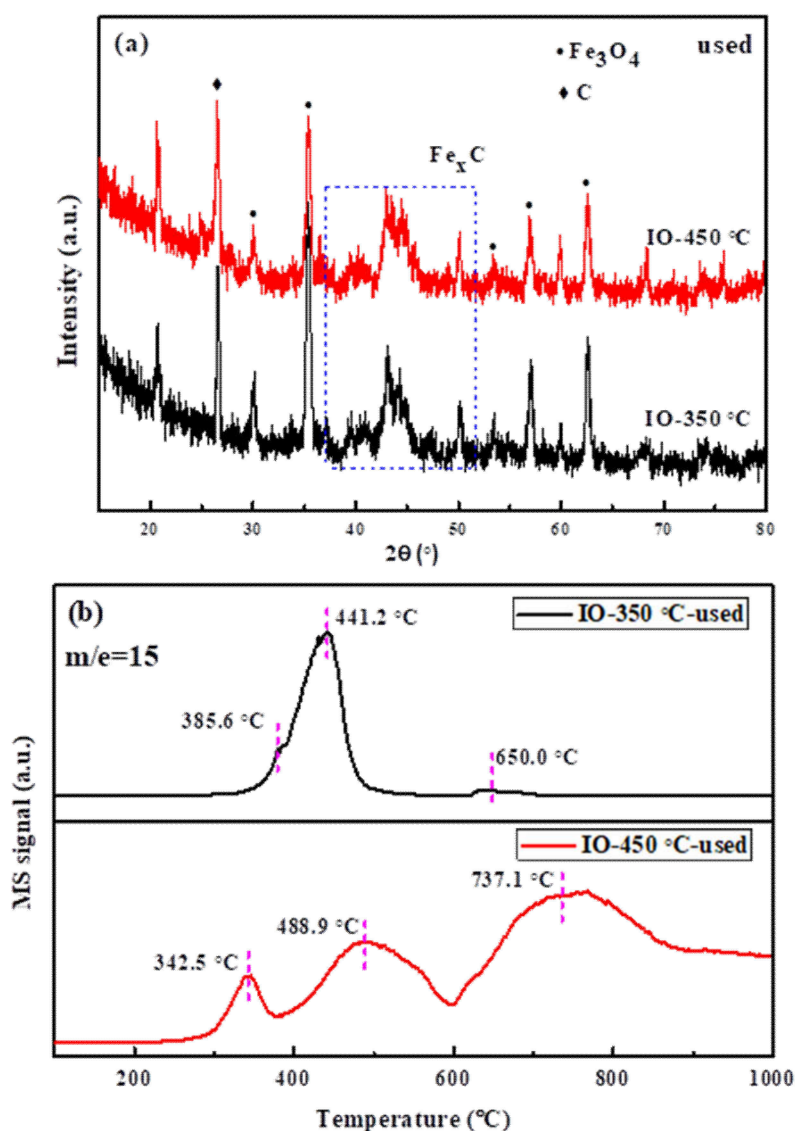 (a)
• Fe₃O₄
used
♦ C
FeₓC
IO-450 °C
IO-350 °C
Intensity (a.u.)
20 30 40 50 60 70 80
2θ (°)
(b)
441.2 °C
IO-350 °C-used
m/e=15
385.6 °C
650.0 °C
IO-450 °C-used
737.1 °C
488.9 °C
342.5 °C
MS signal (a.u.)
200 400 600 800 1000
Temperature (℃)